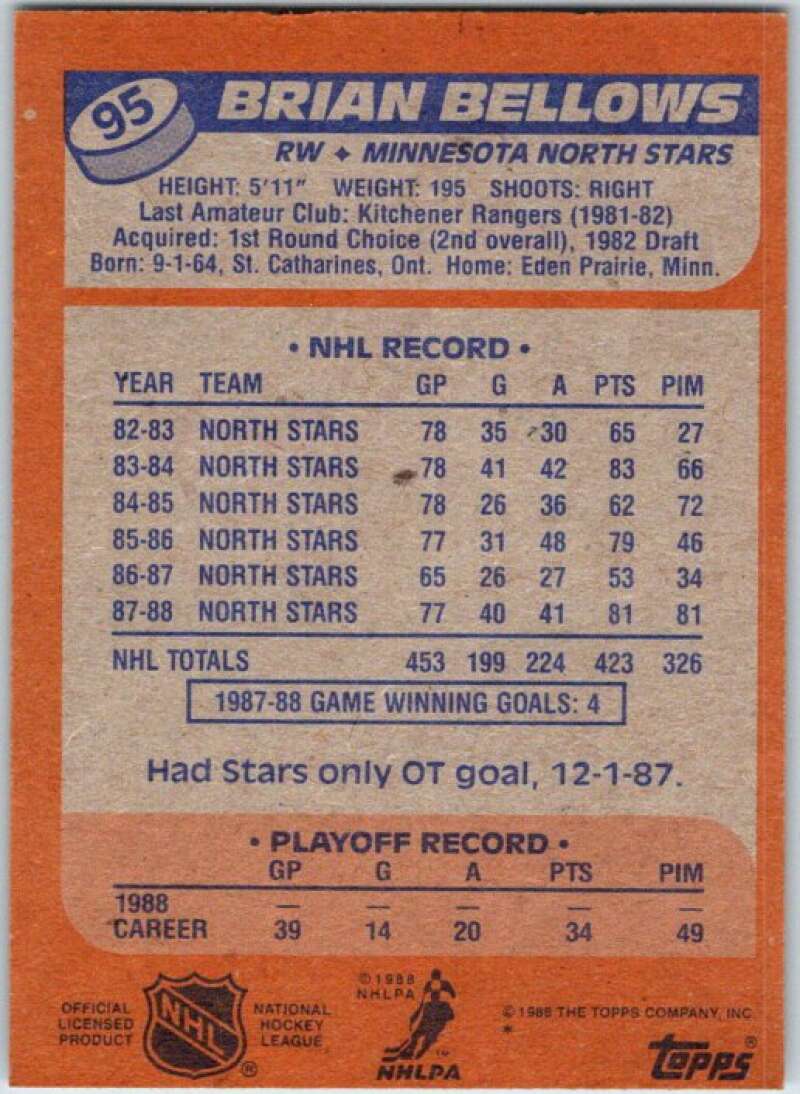 95
BRIAN BELLOWS
RW ✦ MINNESOTA NORTH STARS
HEIGHT: 5'11" WEIGHT: 195 SHOOTS: RIGHT
Last Amateur Club: Kitchener Rangers (1981-82)
Acquired: 1st Round Choice (2nd overall), 1982 Draft
Born: 9-1-64, St. Catharines, Ont. Home: Eden Prairie, Minn.
• NHL RECORD •
YEAR TEAM GP G A PTS PIM
82-83 NORTH STARS 78 35 30 65 27
83-84 NORTH STARS 78 41 42 83 66
84-85 NORTH STARS 78 26 36 62 72
85-86 NORTH STARS 77 31 48 79 46
86-87 NORTH STARS 65 26 27 53 34
87-88 NORTH STARS 77 40 41 81 81
NHL TOTALS 453 199 224 423 326
1987-88 GAME WINNING GOALS: 4
Had Stars only OT goal, 12-1-87.
• PLAYOFF RECORD •
GP G A PTS PIM
1988 — — — — —
CAREER 39 14 20 34 49
OFFICIAL
LICENSED
PRODUCT
NHL
®
NATIONAL
HOCKEY
LEAGUE
©1988
NHLPA
™
NHLPA
©1988 THE TOPPS COMPANY, INC
*
TOPPS®